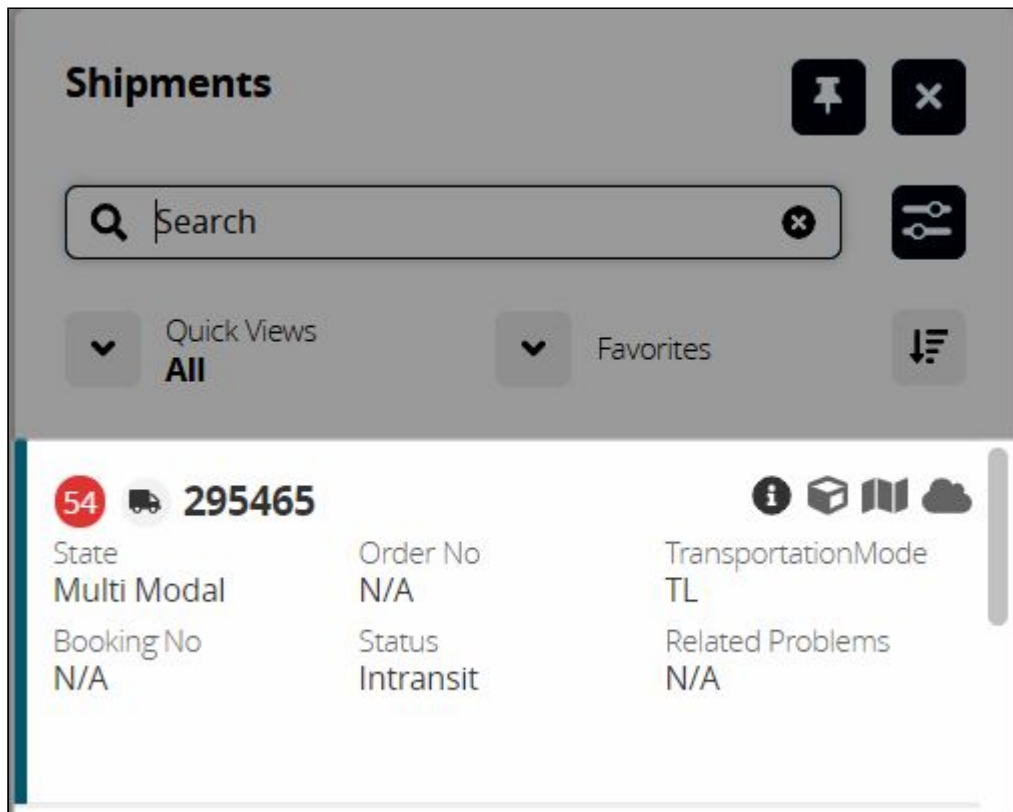 Shipments
Search
Quick Views
All
Favorites
54 295465
State Order No TransportationMode
Multi Modal N/A TL
Booking No Status Related Problems
N/A Intransit N/A